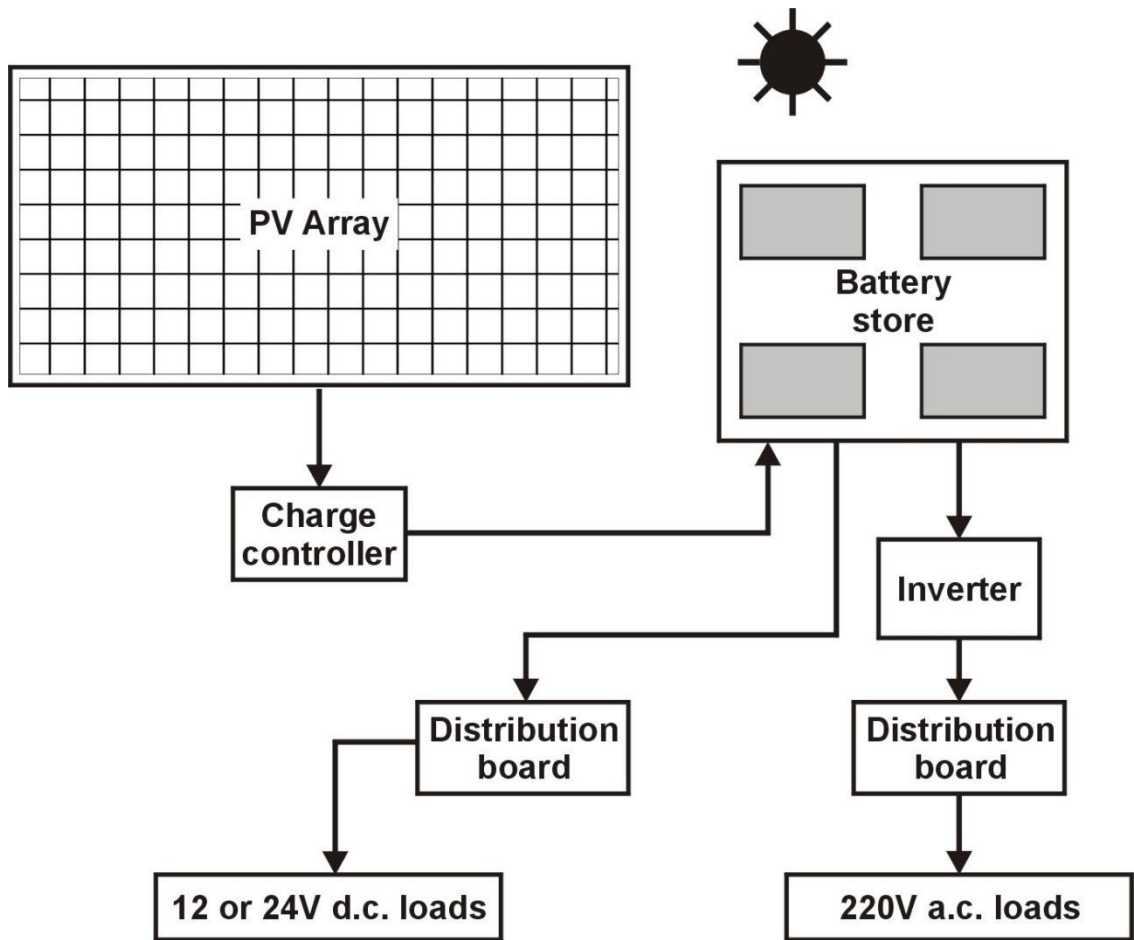 PV Array
Battery
store
Charge
controller
Inverter
Distribution
board
Distribution
board
12 or 24V d.c. loads
220V a.c. loads